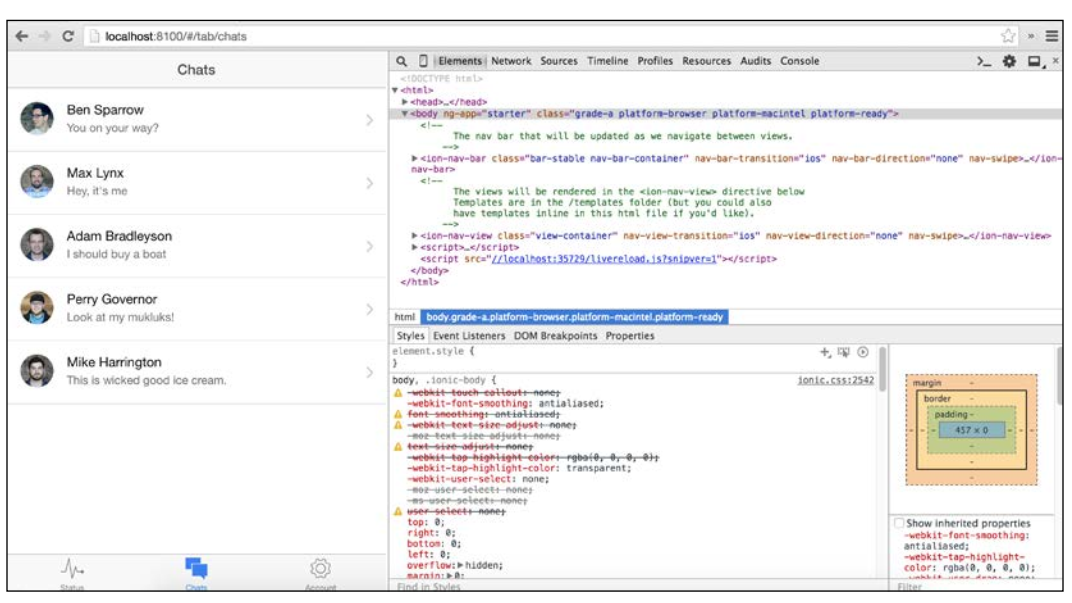 localhost:8100/#/tab/chats
Chats
Ben Sparrow
You on your way?
Max Lynx
Hey, it's me
Adam Bradleyson
I should buy a boat
Perry Governor
Look at my mukluks!
Mike Harrington
This is wicked good ice cream.
Status Chats Account
Elements Network Sources Timeline Profiles Resources Audits Console
<!DOCTYPE html>
<html>
<head>…</head>
<body ng-app="starter" class="grade-a platform-browser platform-macintel platform-ready">
<!--
The nav bar that will be updated as we navigate between views.
-->
<ion-nav-bar class="bar-stable nav-bar-container" nav-bar-transition="ios" nav-bar-direction="none" nav-swipe>…</ion-
nav-bar>
<!--
The views will be rendered in the <ion-nav-view> directive below
Templates are in the /templates folder (but you could also
have templates inline in this html file if you'd like).
-->
<ion-nav-view class="view-container" nav-view-transition="ios" nav-view-direction="none" nav-swipe>…</ion-nav-view>
<script>…</script>
<script src="//localhost:35729/livereload.js?snipver=1"></script>
</body>
</html>
html body.grade-a.platform-browser.platform-macintel.platform-ready
Styles Event Listeners DOM Breakpoints Properties
element.style {
}
body, .ionic-body { ionic.css:2542
-webkit-touch-callout: none;
-webkit-font-smoothing: antialiased;
font-smoothing: antialiased;
-webkit-text-size-adjust: none;
-moz-text-size-adjust: none;
text-size-adjust: none;
-webkit-tap-highlight-color: rgba(0, 0, 0, 0);
-webkit-tap-highlight-color: transparent;
-webkit-user-select: none;
-moz-user-select: none;
-ms-user-select: none;
user-select: none;
top: 0;
right: 0;
bottom: 0;
left: 0;
overflow: hidden;
margin: 0;
Find in Styles
margin -
border -
padding -
457 × 0
Show inherited properties
-webkit-font-smoothing:
antialiased;
-webkit-tap-highlight-
color: rgba(0, 0, 0, 0);
Filter